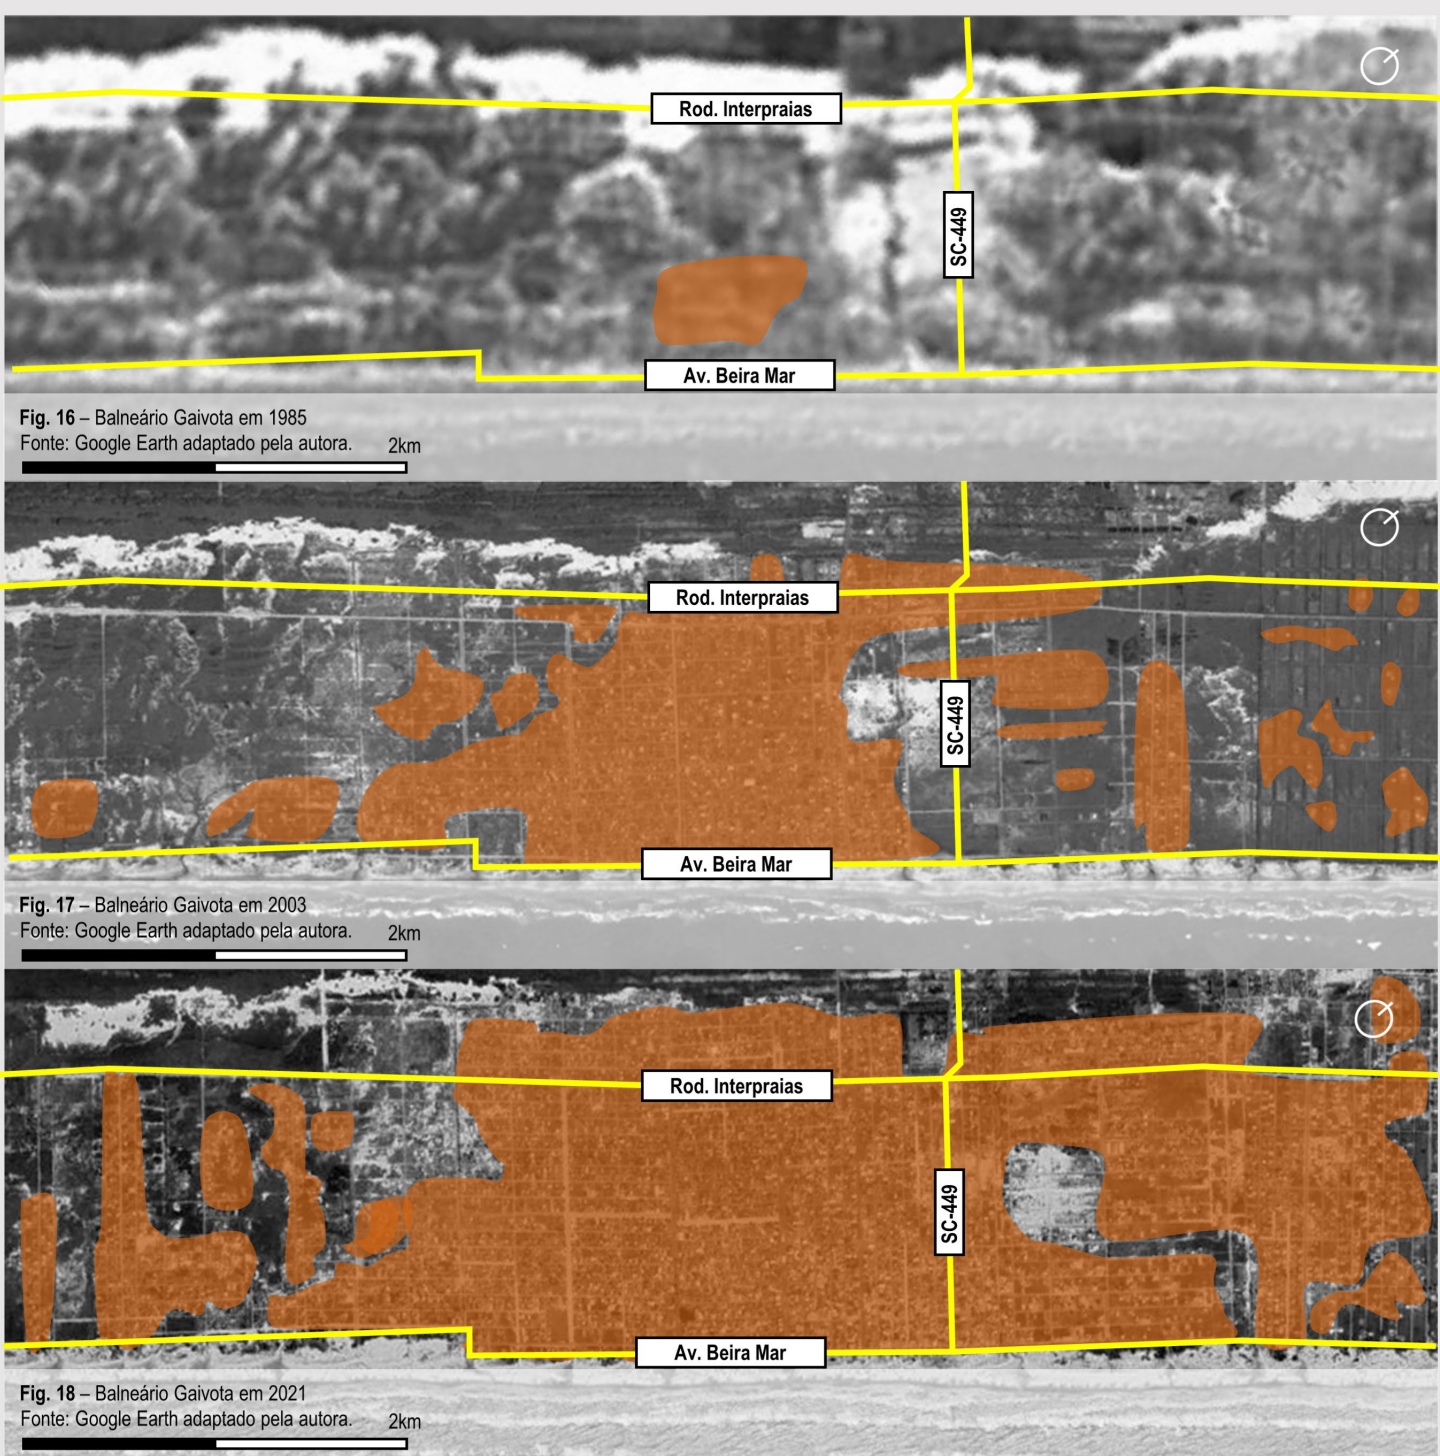 Rod. Interpraias
SC-449
Av. Beira Mar
Fig. 16 – Balneário Gaivota em 1985
Fonte: Google Earth adaptado pela autora.
2km
Rod. Interpraias
SC-449
Av. Beira Mar
Fig. 17 – Balneário Gaivota em 2003
Fonte: Google Earth adaptado pela autora.
2km
Rod. Interpraias
SC-449
Av. Beira Mar
Fig. 18 – Balneário Gaivota em 2021
Fonte: Google Earth adaptado pela autora.
2km